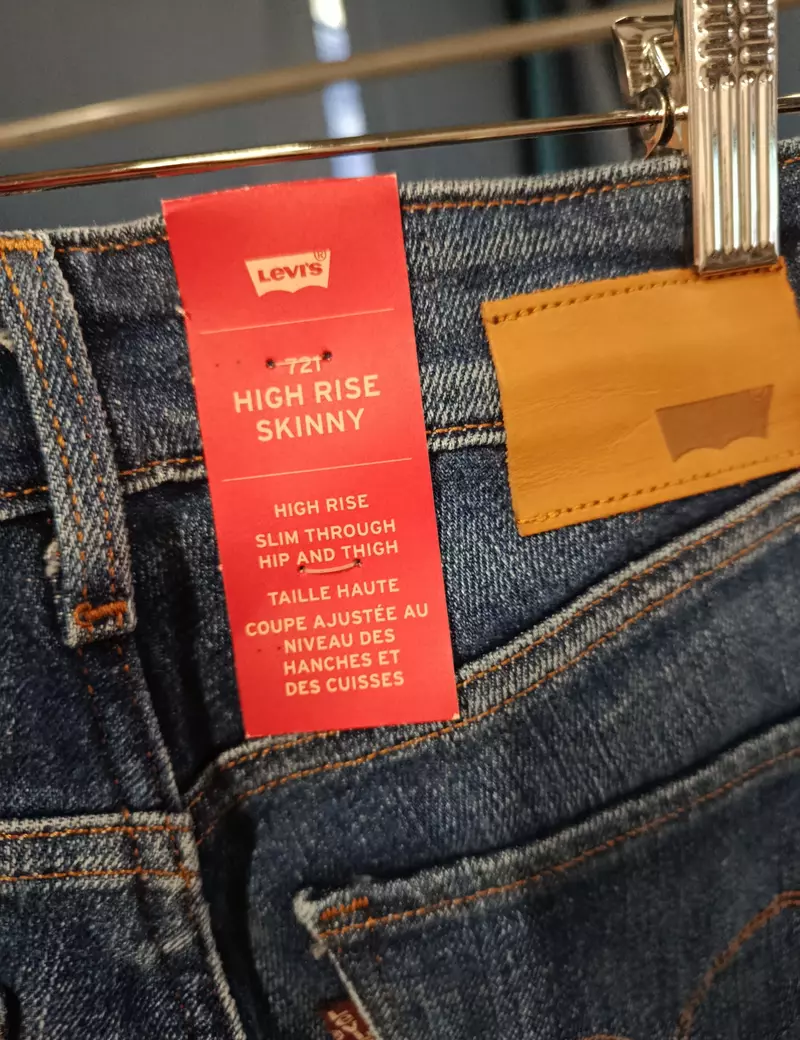 Levi's®
721
HIGH RISE
SKINNY
HIGH RISE
SLIM THROUGH
HIP AND THIGH
TAILLE HAUTE
COUPE AJUSTÉE AU
NIVEAU DES
HANCHES ET
DES CUISSES